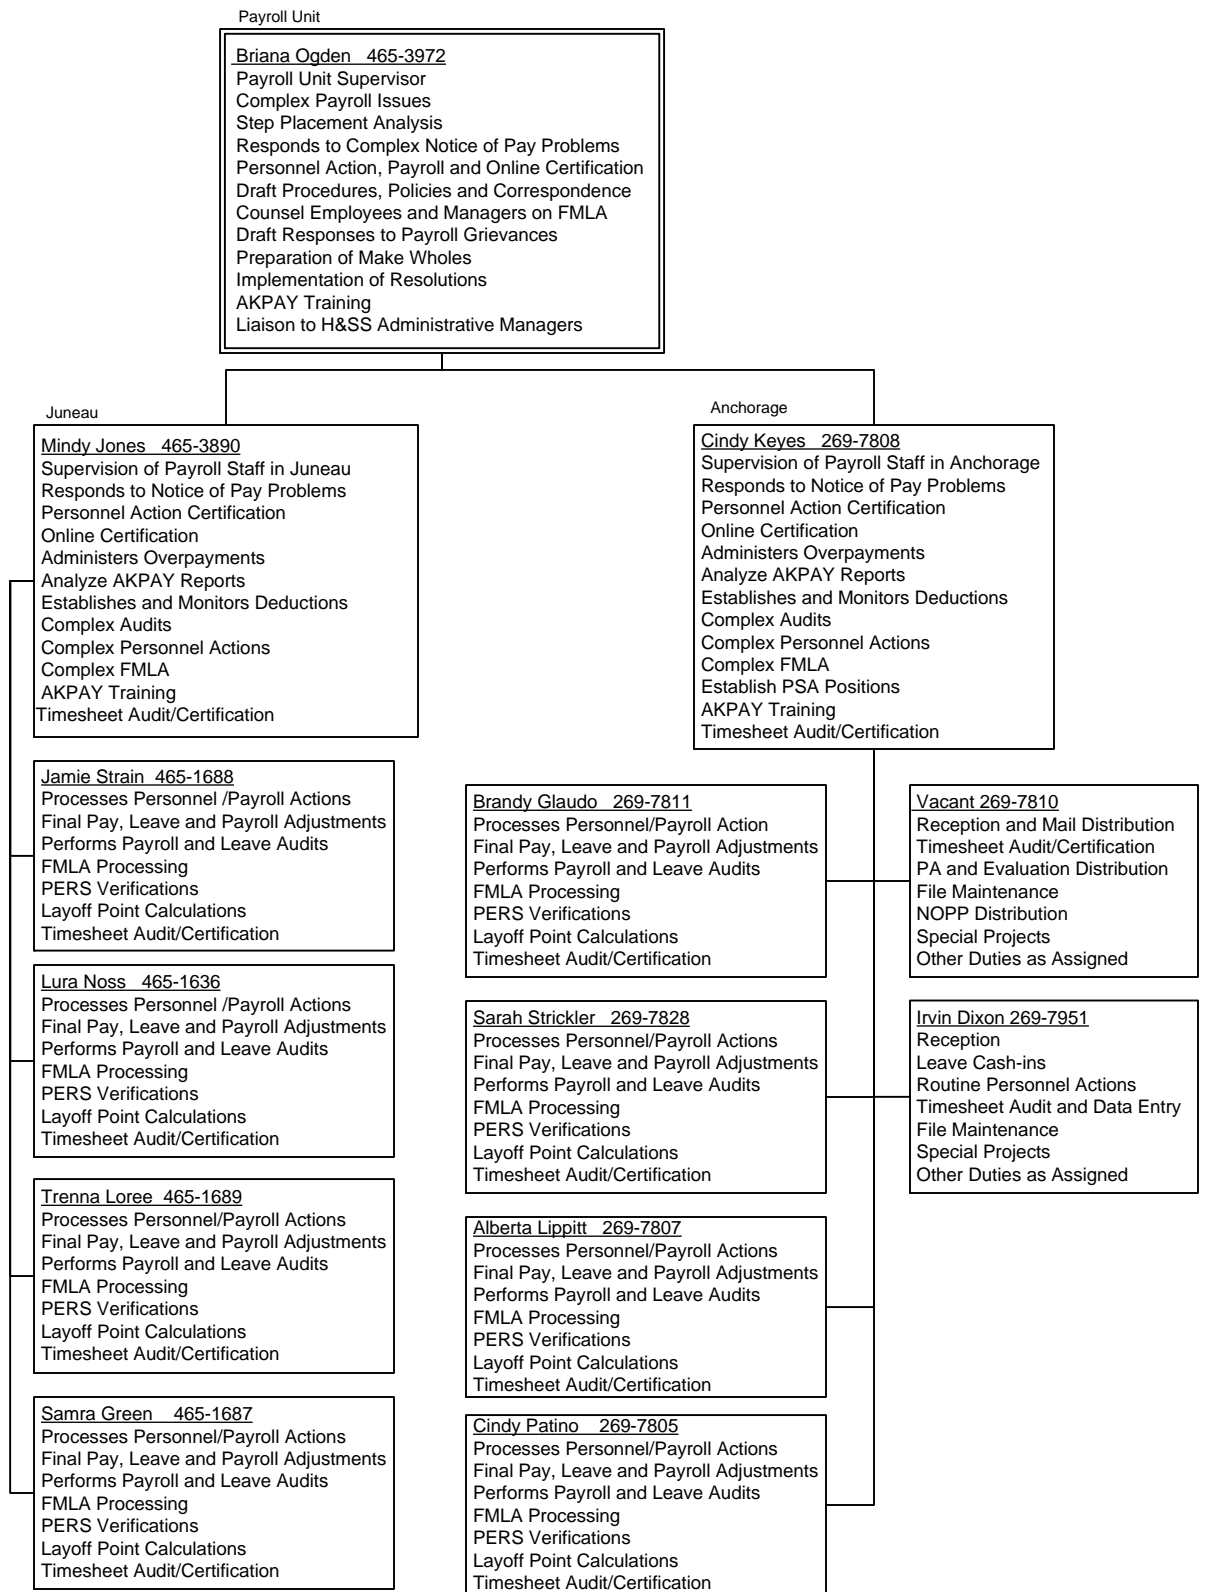 Payroll Unit
Briana Ogden 465-3972
Payroll Unit Supervisor
Complex Payroll Issues
Step Placement Analysis
Responds to Complex Notice of Pay Problems
Personnel Action, Payroll and Online Certification
Draft Procedures, Policies and Correspondence
Counsel Employees and Managers on FMLA
Draft Responses to Payroll Grievances
Preparation of Make Wholes
Implementation of Resolutions
AKPAY Training
Liaison to H&SS Administrative Managers
Juneau
Mindy Jones 465-3890
Supervision of Payroll Staff in Juneau
Responds to Notice of Pay Problems
Personnel Action Certification
Online Certification
Administers Overpayments
Analyze AKPAY Reports
Establishes and Monitors Deductions
Complex Audits
Complex Personnel Actions
Complex FMLA
AKPAY Training
Timesheet Audit/Certification
Jamie Strain 465-1688
Processes Personnel /Payroll Actions
Final Pay, Leave and Payroll Adjustments
Performs Payroll and Leave Audits
FMLA Processing
PERS Verifications
Layoff Point Calculations
Timesheet Audit/Certification
Lura Noss 465-1636
Processes Personnel /Payroll Actions
Final Pay, Leave and Payroll Adjustments
Performs Payroll and Leave Audits
FMLA Processing
PERS Verifications
Layoff Point Calculations
Timesheet Audit/Certification
Trenna Loree 465-1689
Processes Personnel/Payroll Actions
Final Pay, Leave and Payroll Adjustments
Performs Payroll and Leave Audits
FMLA Processing
PERS Verifications
Layoff Point Calculations
Timesheet Audit/Certification
Samra Green 465-1687
Processes Personnel/Payroll Actions
Final Pay, Leave and Payroll Adjustments
Performs Payroll and Leave Audits
FMLA Processing
PERS Verifications
Layoff Point Calculations
Timesheet Audit/Certification
Anchorage
Cindy Keyes 269-7808
Supervision of Payroll Staff in Anchorage
Responds to Notice of Pay Problems
Personnel Action Certification
Online Certification
Administers Overpayments
Analyze AKPAY Reports
Establishes and Monitors Deductions
Complex Audits
Complex Personnel Actions
Complex FMLA
Establish PSA Positions
AKPAY Training
Timesheet Audit/Certification
Brandy Glaudo 269-7811
Processes Personnel/Payroll Action
Final Pay, Leave and Payroll Adjustments
Performs Payroll and Leave Audits
FMLA Processing
PERS Verifications
Layoff Point Calculations
Timesheet Audit/Certification
Sarah Strickler 269-7828
Processes Personnel/Payroll Actions
Final Pay, Leave and Payroll Adjustments
Performs Payroll and Leave Audits
FMLA Processing
PERS Verifications
Layoff Point Calculations
Timesheet Audit/Certification
Alberta Lippitt 269-7807
Processes Personnel/Payroll Actions
Final Pay, Leave and Payroll Adjustments
Performs Payroll and Leave Audits
FMLA Processing
PERS Verifications
Layoff Point Calculations
Timesheet Audit/Certification
Cindy Patino 269-7805
Processes Personnel/Payroll Actions
Final Pay, Leave and Payroll Adjustments
Performs Payroll and Leave Audits
FMLA Processing
PERS Verifications
Layoff Point Calculations
Timesheet Audit/Certification
Vacant 269-7810
Reception and Mail Distribution
Timesheet Audit/Certification
PA and Evaluation Distribution
File Maintenance
NOPP Distribution
Special Projects
Other Duties as Assigned
Irvin Dixon 269-7951
Reception
Leave Cash-ins
Routine Personnel Actions
Timesheet Audit and Data Entry
File Maintenance
Special Projects
Other Duties as Assigned